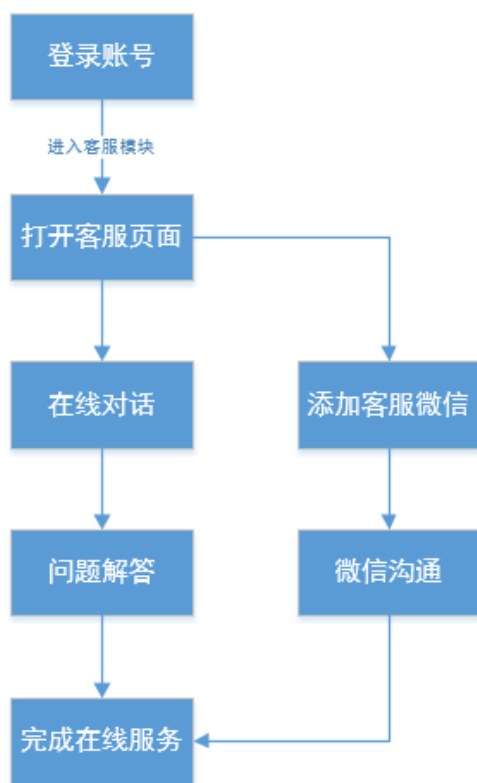 登录账号
进入客服模块
打开客服页面
在线对话
添加客服微信
问题解答
微信沟通
完成在线服务